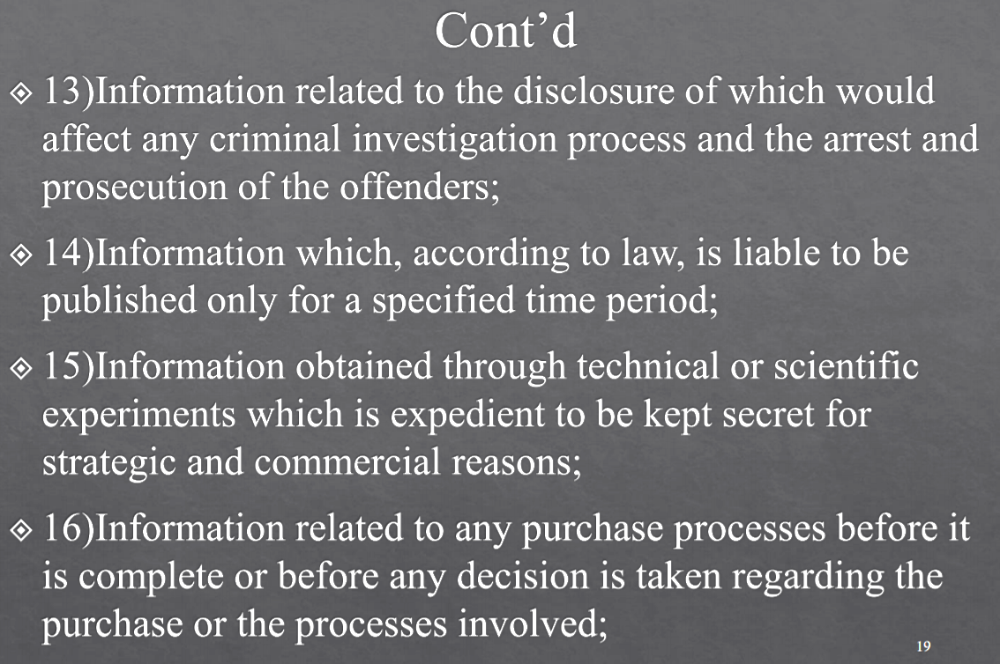 Cont’d
13)Information related to the disclosure of which would
affect any criminal investigation process and the arrest and
prosecution of the offenders;
14)Information which, according to law, is liable to be
published only for a specified time period;
15)Information obtained through technical or scientific
experiments which is expedient to be kept secret for
strategic and commercial reasons;
16)Information related to any purchase processes before it
is complete or before any decision is taken regarding the
purchase or the processes involved;
19